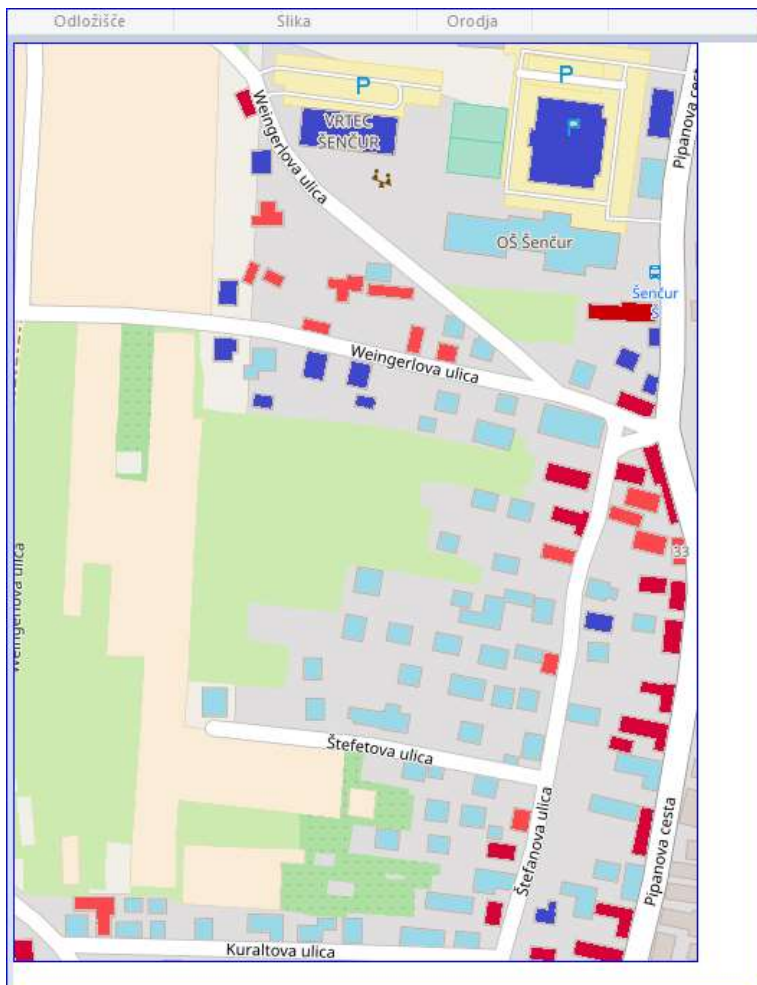 Odložišče
Slika
Orodja
P
P
VRTEC
ŠENČUR
Weingerlova ulica
Pipanova cesta
OŠ Šenčur
Šenčur
Š
Weingerlova ulica
33
Weingerlova ulica
Štefetova ulica
Štefanova ulica
Pipanova cesta
Kuraltova ulica